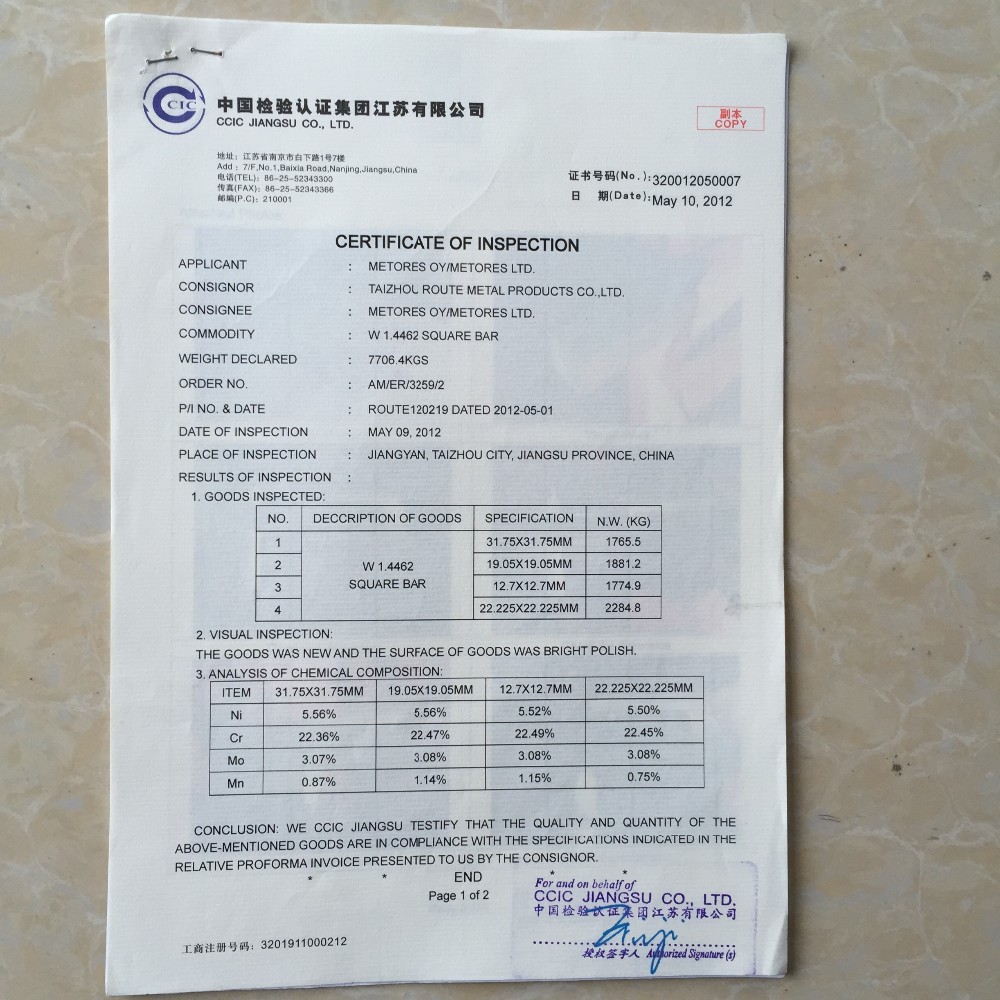 CCIC
中国检验认证集团江苏有限公司
CCIC JIANGSU CO., LTD.
副本
COPY
地址：江苏省南京市白下路1号7楼
Add：7/F,No.1,Baixia Road,Nanjing,Jiangsu,China
电话(TEL)：86-25-52343300
传真(FAX)：86-25-52343366
邮编(P.C)：210001
证书号码(No.):320012050007
日 期(Date):May 10, 2012
CERTIFICATE OF INSPECTION
APPLICANT : METORES OY/METORES LTD.
CONSIGNOR : TAIZHOU ROUTE METAL PRODUCTS CO.,LTD.
CONSIGNEE : METORES OY/METORES LTD.
COMMODITY : W 1.4462 SQUARE BAR
WEIGHT DECLARED : 7706.4KGS
ORDER NO. : AM/ER/3259/2
P/I NO. & DATE : ROUTE120219 DATED 2012-05-01
DATE OF INSPECTION : MAY 09, 2012
PLACE OF INSPECTION : JIANGYAN, TAIZHOU CITY, JIANGSU PROVINCE, CHINA
RESULTS OF INSPECTION :
1. GOODS INSPECTED:
NO. DECCRIPTION OF GOODS SPECIFICATION N.W. (KG)
1 31.75X31.75MM 1765.5
2 W 1.4462 19.05X19.05MM 1881.2
3 SQUARE BAR 12.7X12.7MM 1774.9
4 22.225X22.225MM 2284.8
2. VISUAL INSPECTION:
THE GOODS WAS NEW AND THE SURFACE OF GOODS WAS BRIGHT POLISH.
3. ANALYSIS OF CHEMICAL COMPOSITION:
ITEM 31.75X31.75MM 19.05X19.05MM 12.7X12.7MM 22.225X22.225MM
Ni 5.56% 5.56% 5.52% 5.50%
Cr 22.36% 22.47% 22.49% 22.45%
Mo 3.07% 3.08% 3.08% 3.08%
Mn 0.87% 1.14% 1.15% 0.75%
CONCLUSION: WE CCIC JIANGSU TESTIFY THAT THE QUALITY AND QUANTITY OF THE
ABOVE-MENTIONED GOODS ARE IN COMPLIANCE WITH THE SPECIFICATIONS INDICATED IN THE
RELATIVE PROFORMA INVOICE PRESENTED TO US BY THE CONSIGNOR.
* * END * *
Page 1 of 2
For and on behalf of
CCIC JIANGSU CO., LTD.
中国检验认证集团江苏有限公司
授权签字人 Authorized Signature(s)
工商注册号码：3201911000212